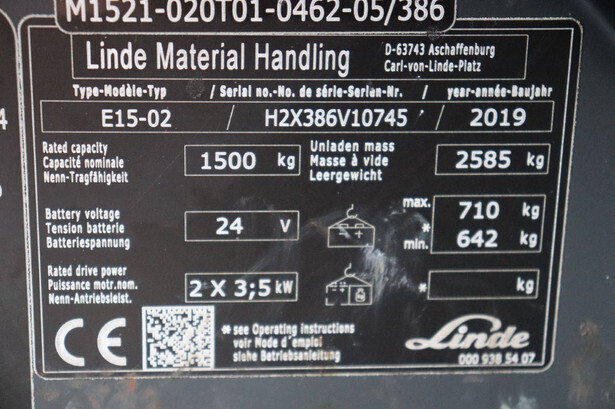 M1521-020T01-0462-05/386
Linde Material Handling
D-63743 Aschaffenburg
Carl-von-Linde-Platz
Type-Modèle-Typ / Serial no.-No. de série-Serien-Nr. / year-année-Baujahr
E15-02 / H2X386V10745 / 2019
Rated capacity
Capacité nominale
Nenn-Tragfähigkeit
1500 kg
Unladen mass
Masse à vide
Leergewicht
2585 kg
Battery voltage
Tension batterie
Batteriespannung
24 V
max. 710 kg
*
min. 642 kg
Rated drive power
Puissance motr.nom.
Nenn-Antriebsleist.
2 X 3,5 kW
* kg
CE
*see Operating instructions
voir Mode d'emploi
siehe Betriebsanleitung
Linde
000 938 54 07
4